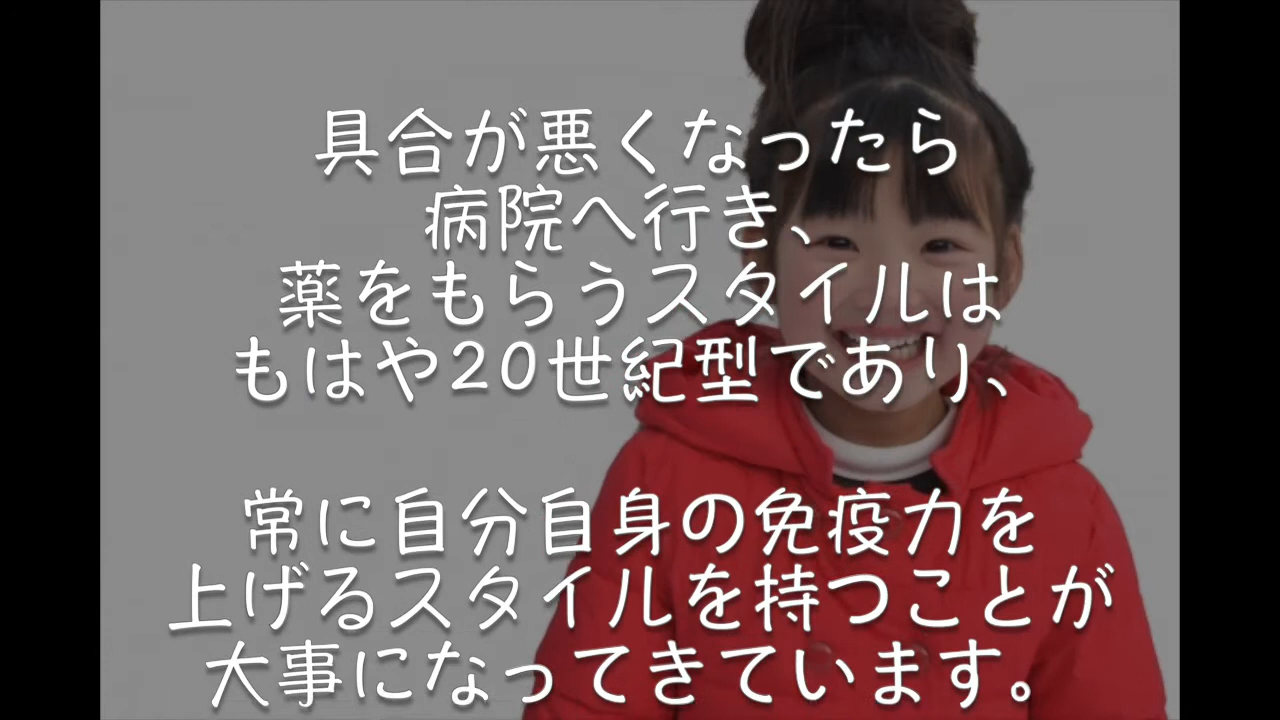 具合が悪くなったら
病院へ行き、
薬をもらうスタイルは
もはや20世紀型であり、
常に自分自身の免疫力を
上げるスタイルを持つことが
大事になってきています。